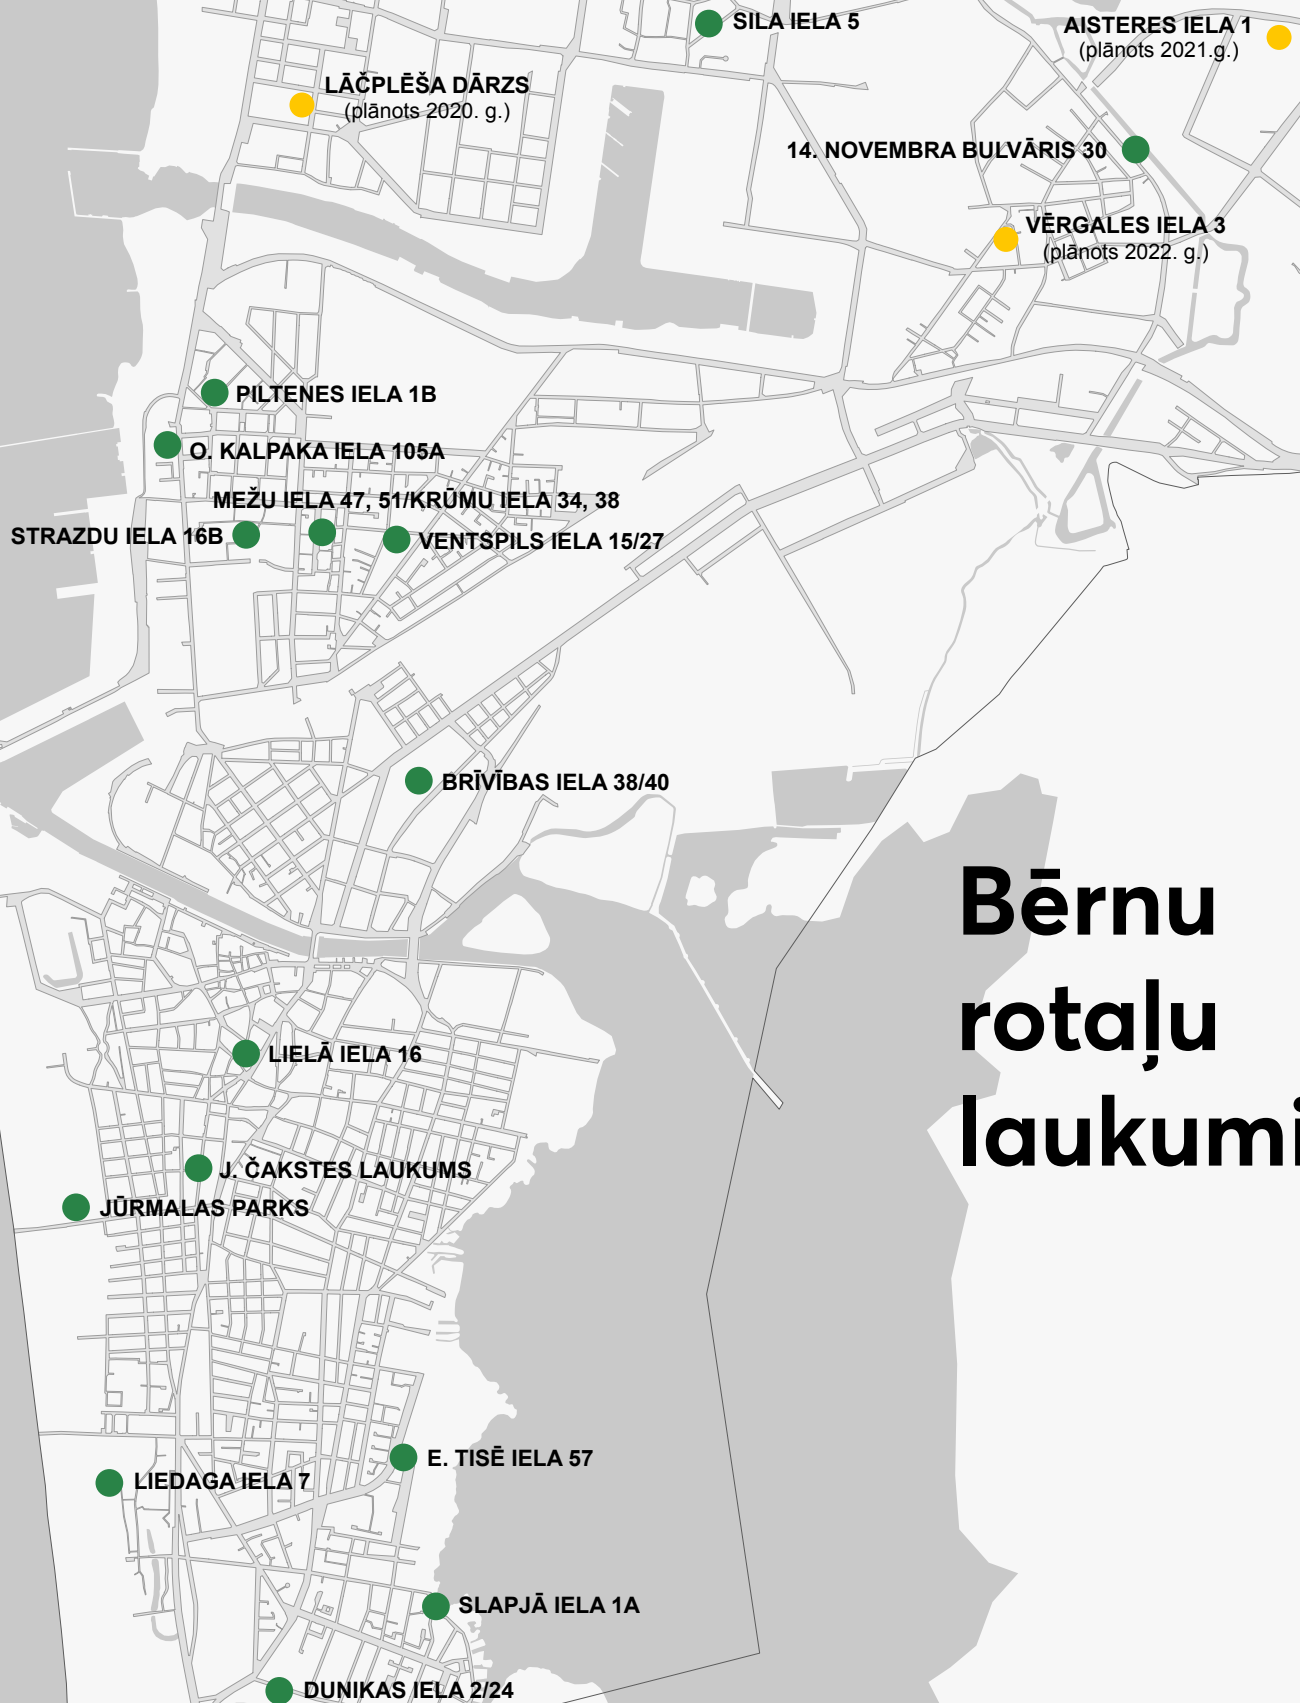 SILA IELA 5
AISTERES IELA 1
(plānots 2021.g.)
LĀČPLĒŠA DĀRZS
(plānots 2020. g.)
14. NOVEMBRA BULVĀRIS 30
VĒRGALES IELA 3
(plānots 2022. g.)
PILTENES IELA 1B
O. KALPAKA IELA 105A
MEŽU IELA 47, 51/KRŪMU IELA 34, 38
STRAZDU IELA 16B
VENTSPILS IELA 15/27
BRĪVĪBAS IELA 38/40
Bērnu
rotaļu
laukumi
LIELĀ IELA 16
J. ČAKSTES LAUKUMS
JŪRMALAS PARKS
E. TISĒ IELA 57
LIEDAGA IELA 7
SLAPJĀ IELA 1A
DUNIKAS IELA 2/24